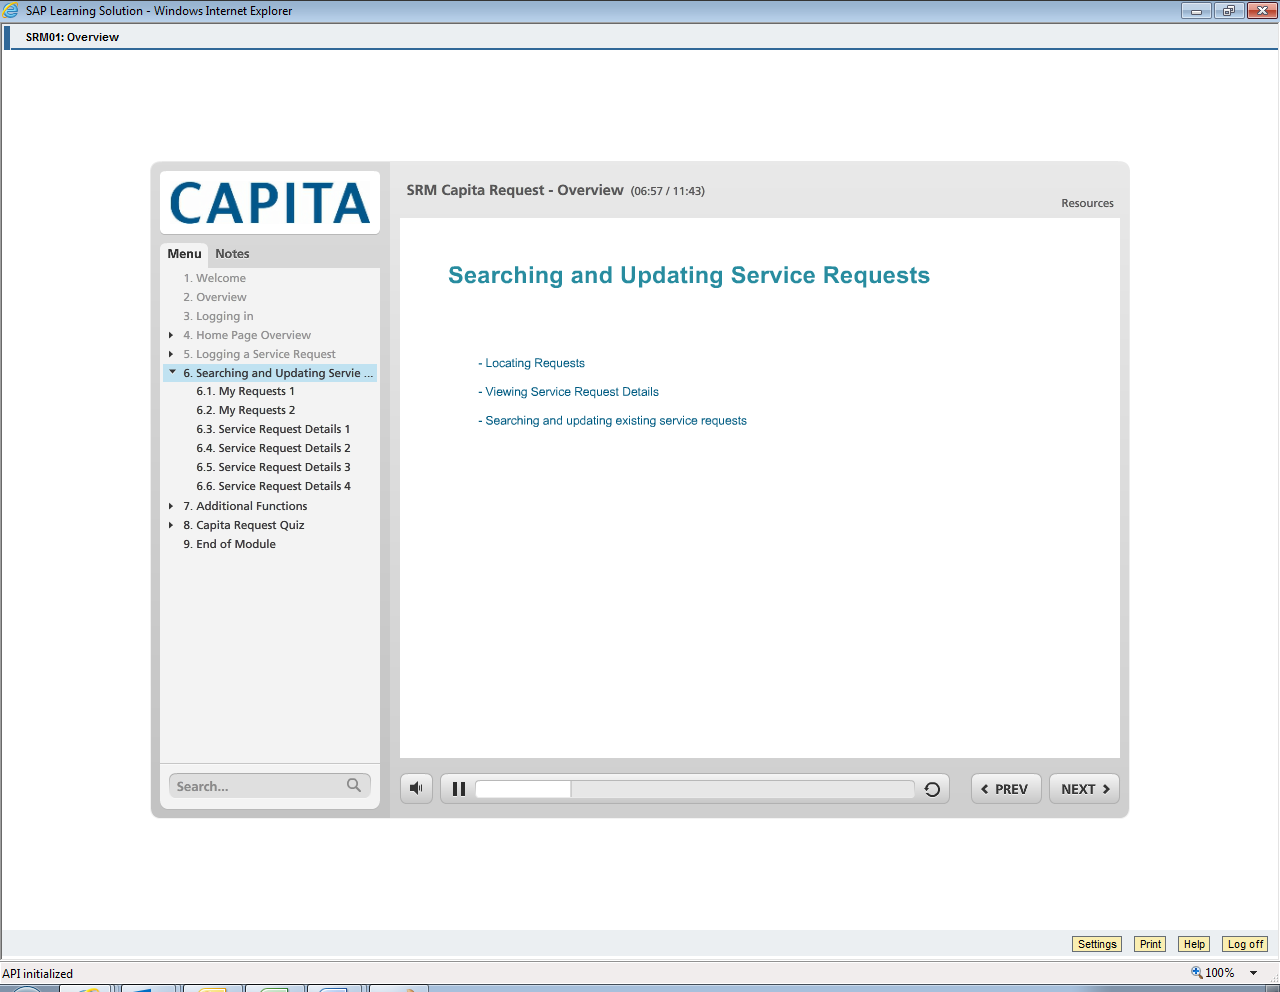 SAP Learning Solution - Windows Internet Explorer
SRM01: Overview
CAPITA
SRM Capita Request - Overview (06:57 / 11:43)
Resources
Menu Notes
1. Welcome
2. Overview
3. Logging in
4. Home Page Overview
5. Logging a Service Request
6. Searching and Updating Servie ...
6.1. My Requests 1
6.2. My Requests 2
6.3. Service Request Details 1
6.4. Service Request Details 2
6.5. Service Request Details 3
6.6. Service Request Details 4
7. Additional Functions
8. Capita Request Quiz
9. End of Module
Search...
Searching and Updating Service Requests
- Locating Requests
- Viewing Service Request Details
- Searching and updating existing service requests
PREV NEXT
Settings Print Help Log off
API initialized
100%